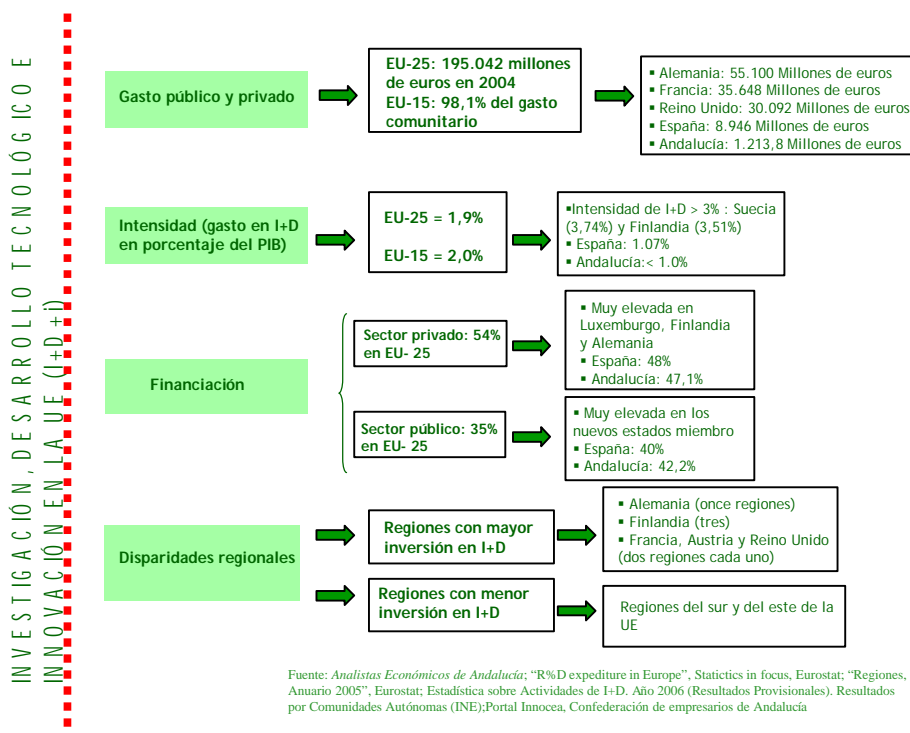 INVESTIGACIÓN, DESARROLLO TECNOLÓGICO E
INNOVACIÓN EN LA UE (I+D+i)
Gasto público y privado
EU-25: 195.042 millones
de euros en 2004
EU-15: 98,1% del gasto
comunitario
▪ Alemania: 55.100 Millones de euros
▪ Francia: 35.648 Millones de euros
▪ Reino Unido: 30.092 Millones de euros
▪ España: 8.946 Millones de euros
▪ Andalucía: 1.213,8 Millones de euros
Intensidad (gasto en I+D
en porcentaje del PIB)
EU-25 = 1,9%
EU-15 = 2,0%
▪Intensidad de I+D > 3% : Suecia
(3,74%) y Finlandia (3,51%)
▪ España: 1.07%
▪ Andalucía:< 1.0%
Financiación
Sector privado: 54%
en EU- 25
▪ Muy elevada en
Luxemburgo, Finlandia
y Alemania
▪ España: 48%
▪ Andalucía: 47,1%
Sector público: 35%
en EU- 25
▪ Muy elevada en los
nuevos estados miembro
▪ España: 40%
▪ Andalucía: 42,2%
Disparidades regionales
Regiones con mayor
inversión en I+D
▪ Alemania (once regiones)
▪ Finlandia (tres)
▪ Francia, Austria y Reino Unido
(dos regiones cada uno)
Regiones con menor
inversión en I+D
Regiones del sur y del este de la
UE
Fuente: Analistas Económicos de Andalucía; “R%D expediture in Europe”, Statictics in focus, Eurostat; “Regiones,
Anuario 2005”, Eurostat; Estadística sobre Actividades de I+D. Año 2006 (Resultados Provisionales). Resultados
por Comunidades Autónomas (INE);Portal Innocea, Confederación de empresarios de Andalucía